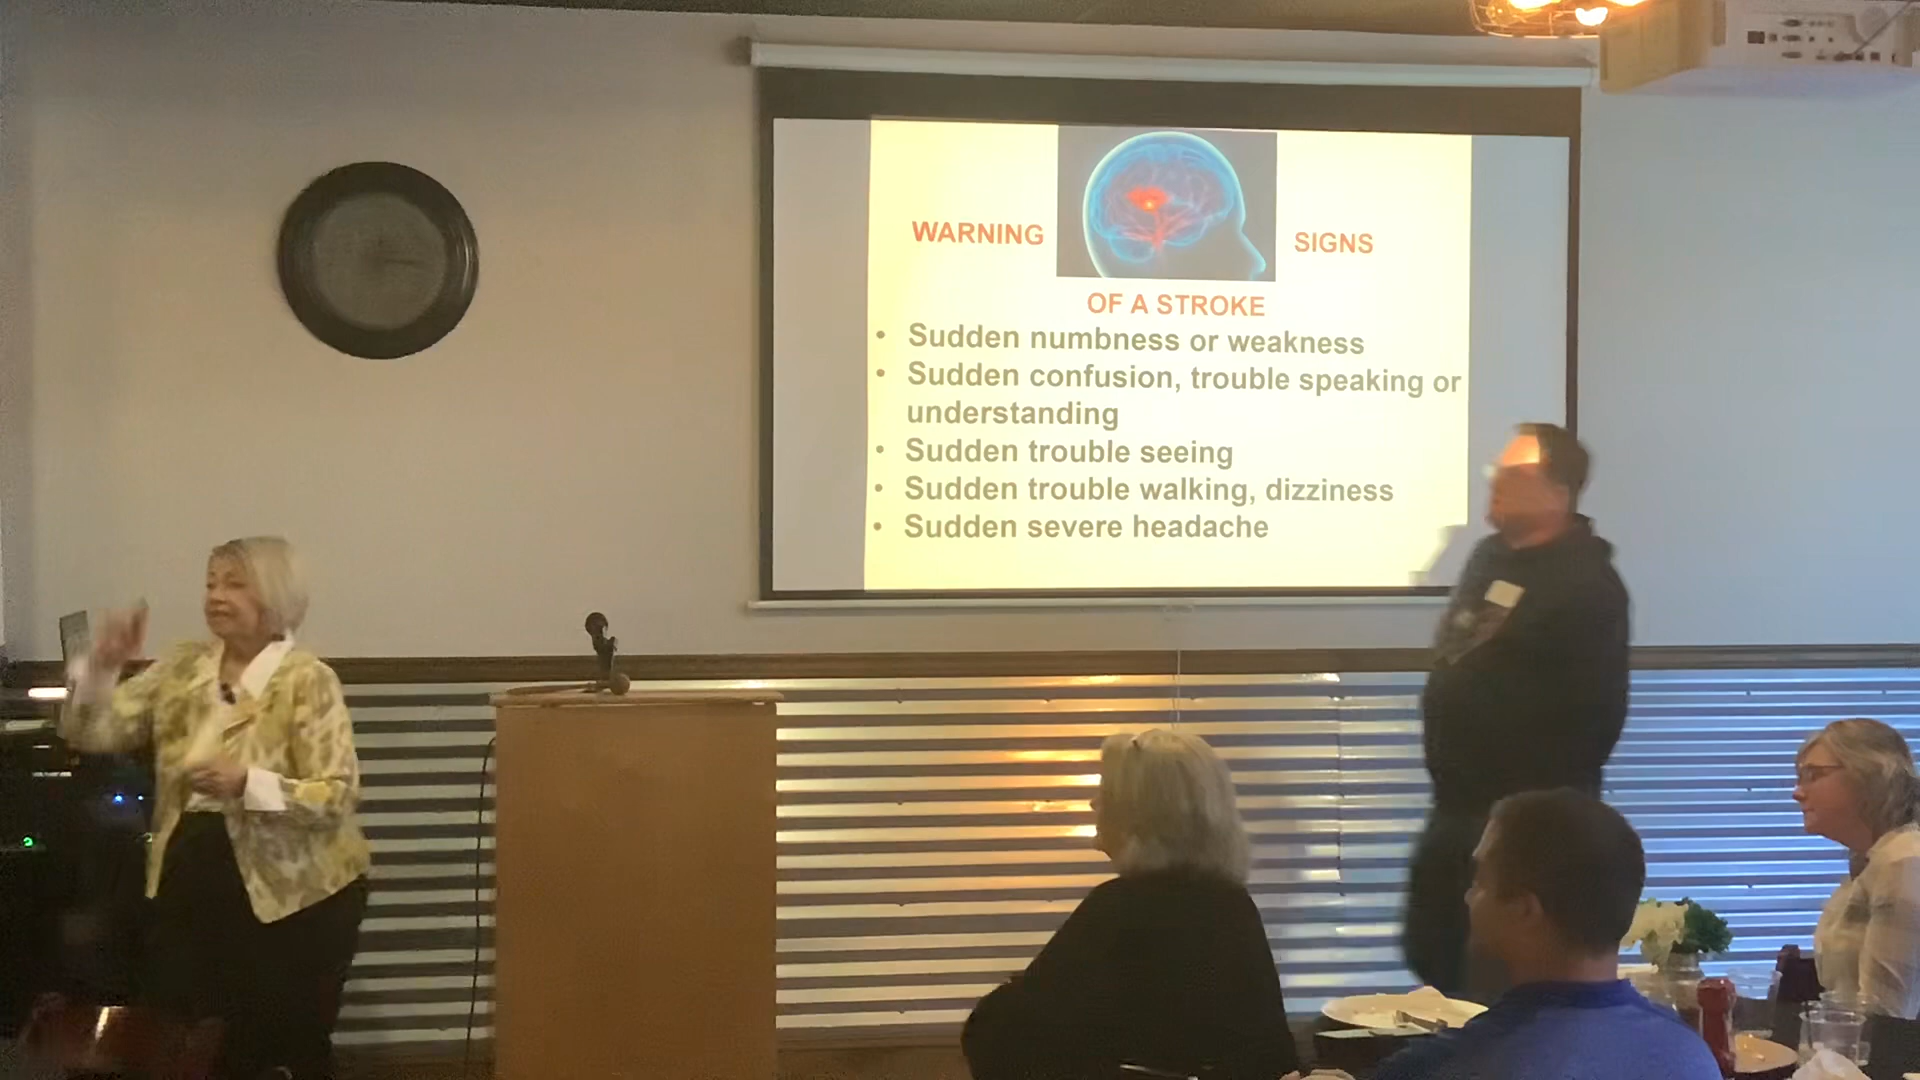 WARNING SIGNS
OF A STROKE
• Sudden numbness or weakness
• Sudden confusion, trouble speaking or
understanding
• Sudden trouble seeing
• Sudden trouble walking, dizziness
• Sudden severe headache